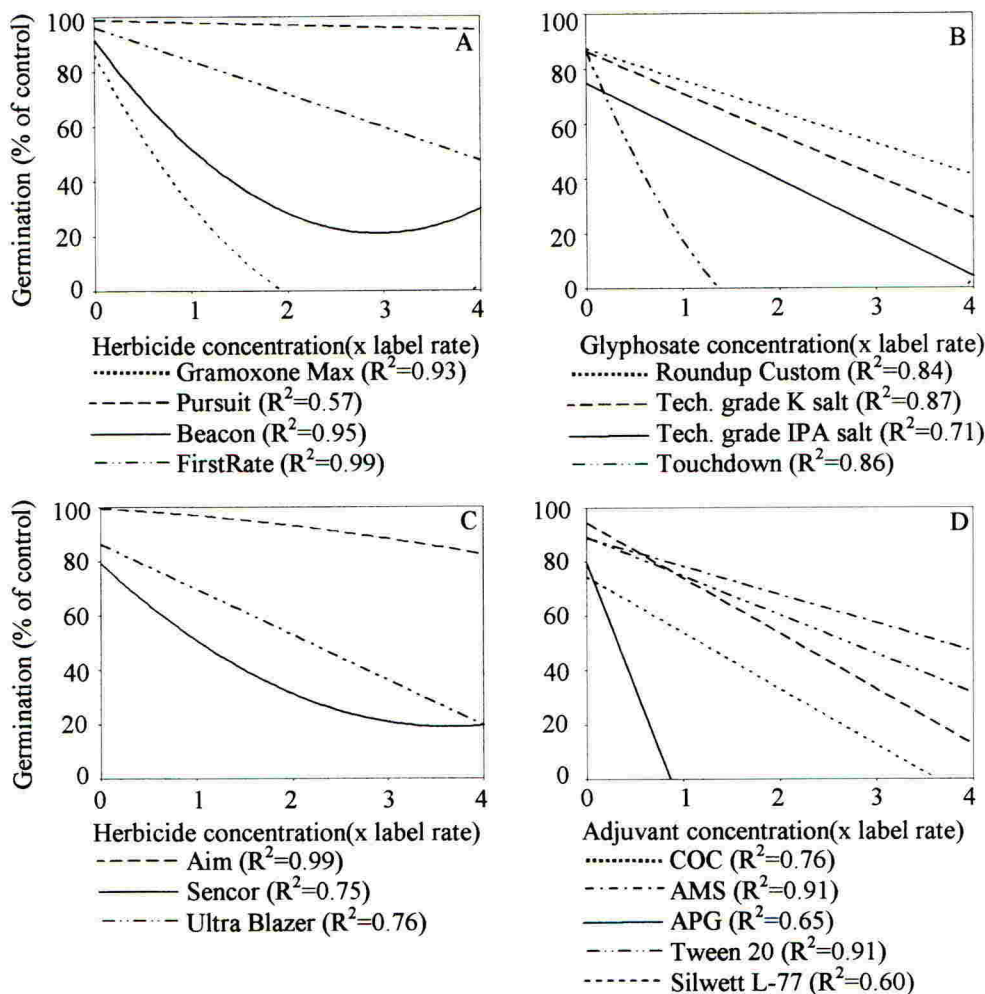 Germination (% of control)
100
80
60
40
20
0
A
0 1 2 3 4
Herbicide concentration(x label rate)
Gramoxone Max (R²=0.93)
Pursuit (R²=0.57)
Beacon (R²=0.95)
FirstRate (R²=0.99)
100
80
60
40
20
0
B
0 1 2 3 4
Glyphosate concentration(x label rate)
Roundup Custom (R²=0.84)
Tech. grade K salt (R²=0.87)
Tech. grade IPA salt (R²=0.71)
Touchdown (R²=0.86)
Germination (% of control)
100
80
60
40
20
0
C
0 1 2 3 4
Herbicide concentration(x label rate)
Aim (R²=0.99)
Sencor (R²=0.75)
Ultra Blazer (R²=0.76)
100
80
60
40
20
0
D
0 1 2 3 4
Adjuvant concentration(x label rate)
COC (R²=0.76)
AMS (R²=0.91)
APG (R²=0.65)
Tween 20 (R²=0.91)
Silwett L-77 (R²=0.60)